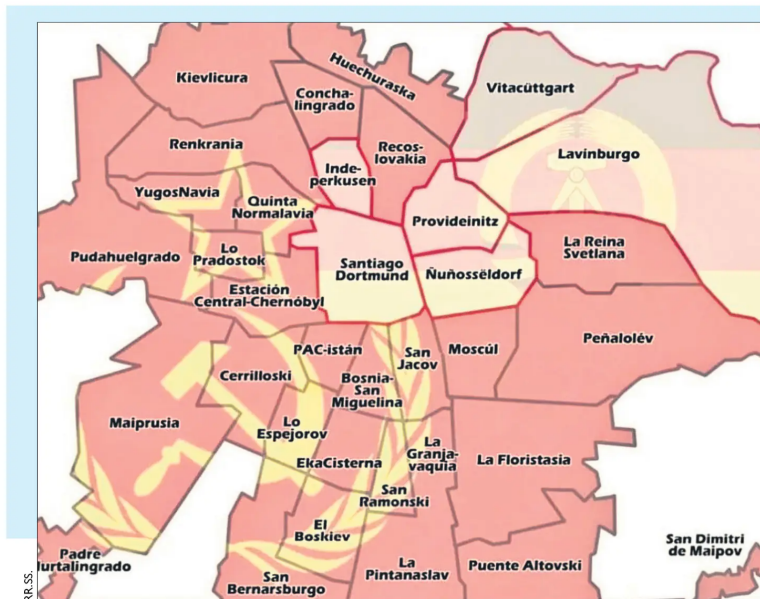 Kievlicura
Huechuraska
Vitacüttgart
Concha-
lingrado
Renkrania
Recos-
lovakia
Lavinburgo
Inde-
perkusen
YugosNavia
Quinta
Normalavia
Provideinitz
Pudahuelgrado
Lo
Pradostok
La Reina
Svetlana
Santiago
Dortmund
Ñuñossëldorf
Estación
Central-Chernóbyl
PAC-istán
San
Jacov
Moscúl
Peñalolév
Cerrilloski
Bosnia-
San
Miguelina
Maiprusia
Lo
Espejorov
La
Granja-
vaquia
EkaCisterna
La Floristasia
San
Ramonski
El
Boskiev
San Dimitri
de Maipov
Padre
Hurtalingrado
La
Pintanaslav
Puente Altovski
San
Bernarsburgo
RR.SS.